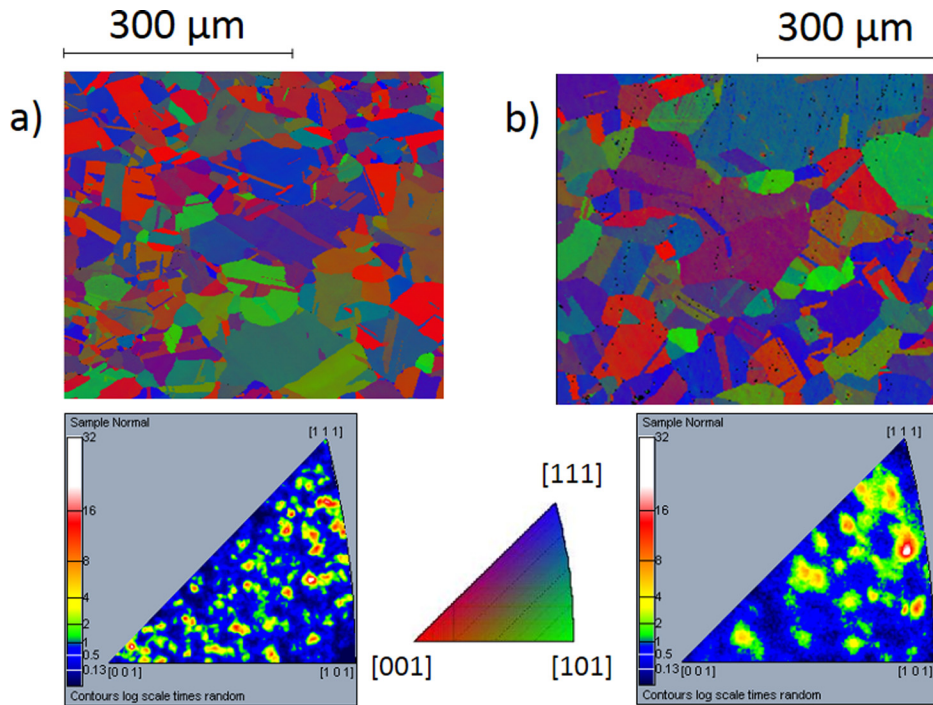 300 µm
300 µm
a)
b)
Sample Normal
[1 1 1]
32
16
8
4
2
1
0.5
0.13
[0 0 1]
[1 0 1]
Contours log scale times random
[111]
[001]
[101]
Sample Normal
[1 1 1]
32
16
8
4
2
1
0.5
0.13
[0 0 1]
[1 0 1]
Contours log scale times random